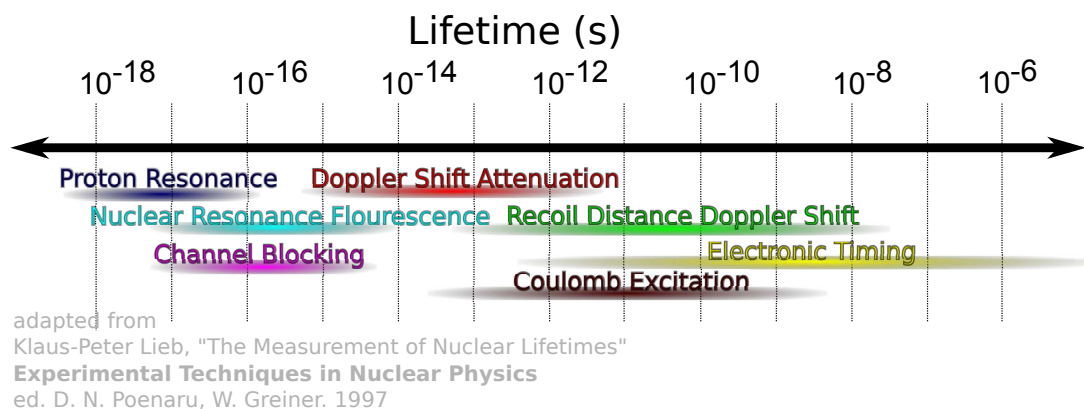 Lifetime (s)
10^-18 10^-16 10^-14 10^-12 10^-10 10^-8 10^-6
Proton Resonance Doppler Shift Attenuation
Nuclear Resonance Flourescence Recoil Distance Doppler Shift
Channel Blocking Electronic Timing
Coulomb Excitation
adapted from
Klaus-Peter Lieb, "The Measurement of Nuclear Lifetimes"
Experimental Techniques in Nuclear Physics
ed. D. N. Poenaru, W. Greiner. 1997